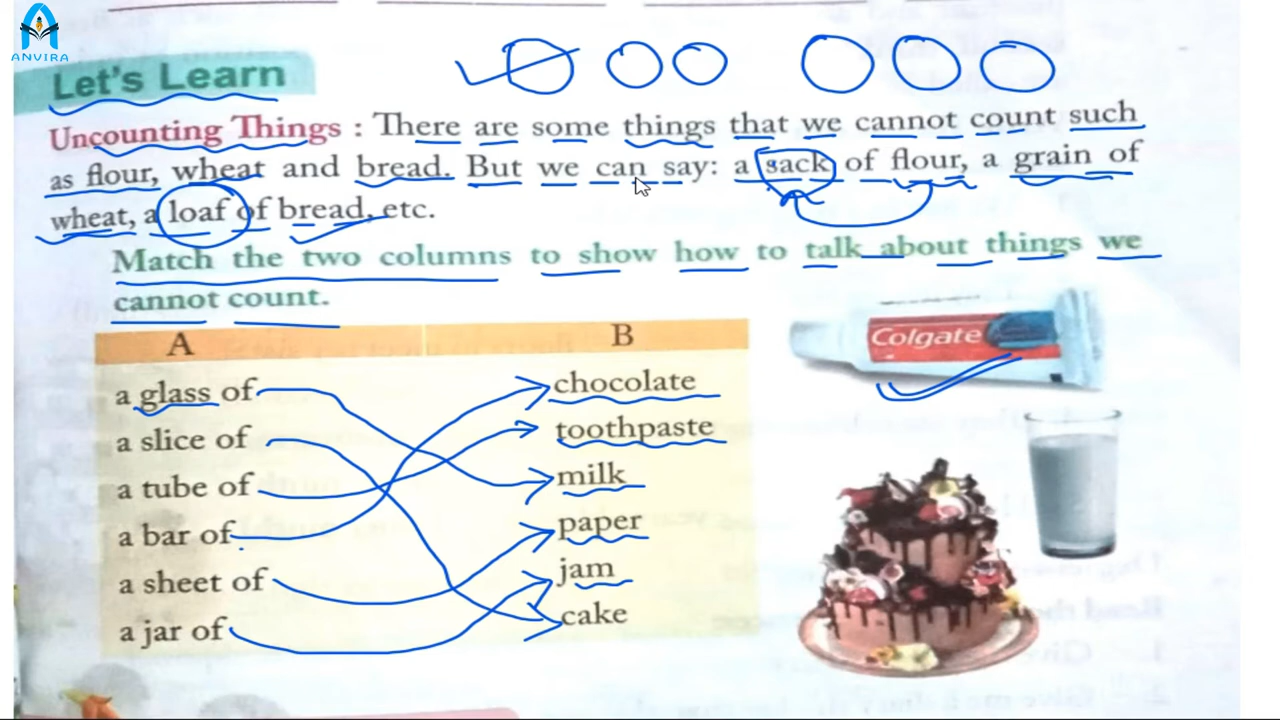 ANVIRA
Let's Learn
Uncounting Things : There are some things that we cannot count such
as flour, wheat and bread. But we can say: a sack of flour, a grain of
wheat, a loaf of bread, etc.
Match the two columns to show how to talk about things we
cannot count.
A B
a glass of chocolate
a slice of toothpaste
a tube of milk
a bar of paper
a sheet of jam
a jar of cake
Colgate